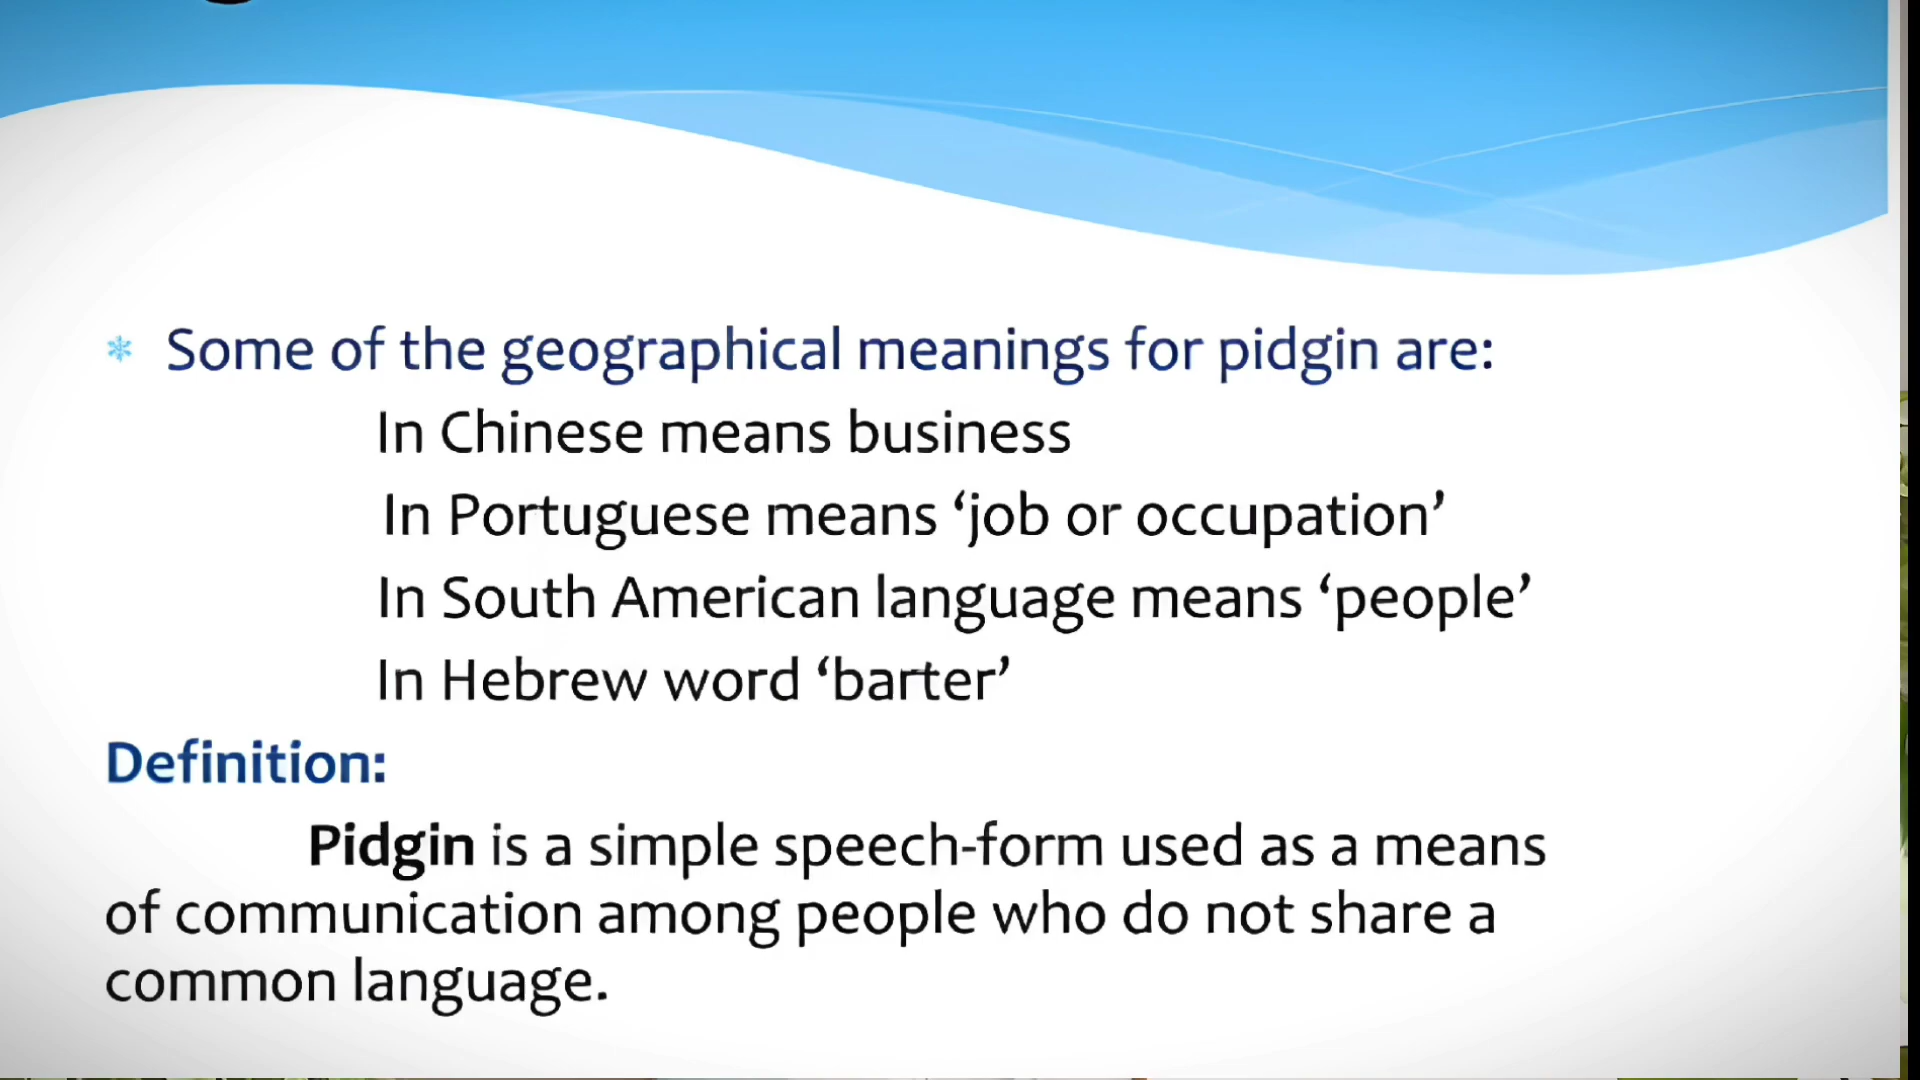 Some of the geographical meanings for pidgin are:
In Chinese means business
In Portuguese means ‘job or occupation’
In South American language means ‘people’
In Hebrew word ‘barter’
Definition:
Pidgin is a simple speech-form used as a means
of communication among people who do not share a
common language.